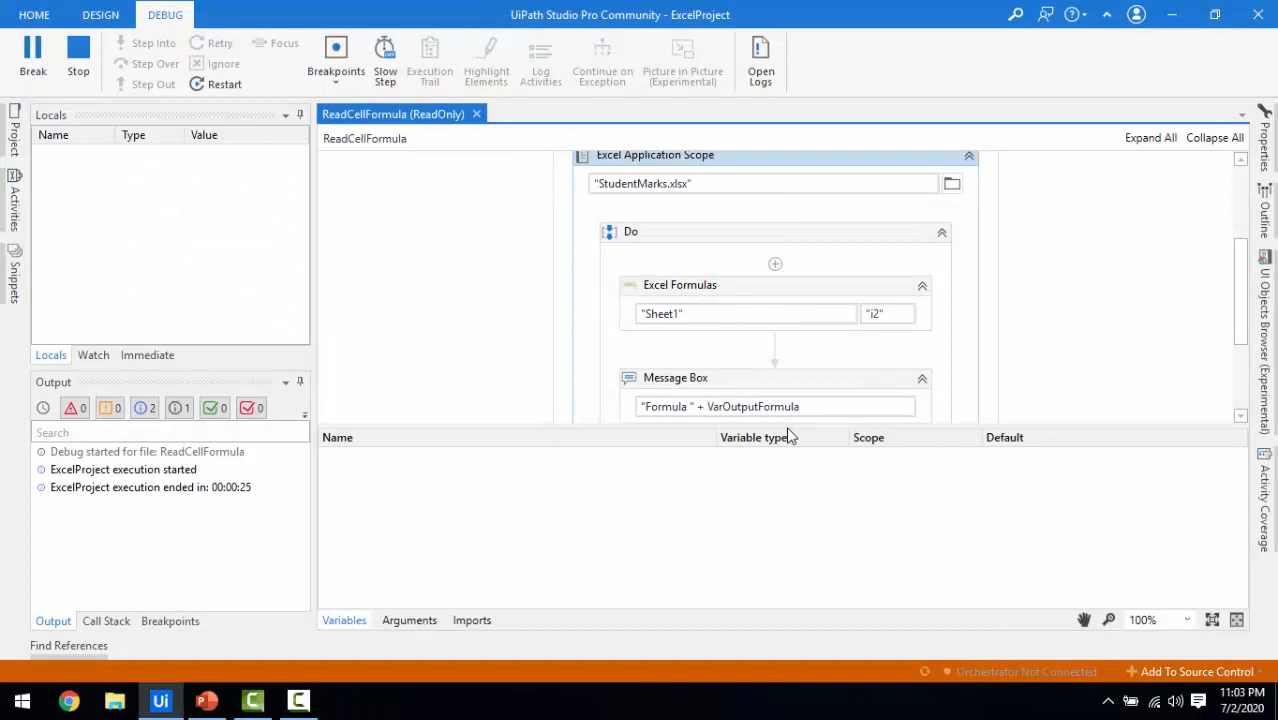 HOME DESIGN DEBUG UiPath Studio Pro Community - ExcelProject
Break Stop Step Into Step Over Step Out Retry Ignore Restart Focus Breakpoints Slow Step Execution Trail Highlight Elements Log Activities Continue on Exception Picture in Picture (Experimental) Open Logs
Locals
Name Type Value
Project
Activities
Snippets
Locals Watch Immediate
Output
0 0 2 1 0 0
Search
Debug started for file: ReadCellFormula
ExcelProject execution started
ExcelProject execution ended in: 00:00:25
Output Call Stack Breakpoints
Find References
ReadCellFormula (ReadOnly)
ReadCellFormula Expand All Collapse All
Excel Application Scope
"StudentMarks.xlsx"
Do
Excel Formulas
"Sheet1" "i2"
Message Box
"Formula " + VarOutputFormula
Name Variable type Scope Default
Variables Arguments Imports 100%
Properties
Outline
UI Objects Browser (Experimental)
Activity Coverage
Orchestrator Not Connected Add To Source Control
Ui
11:03 PM
7/2/2020